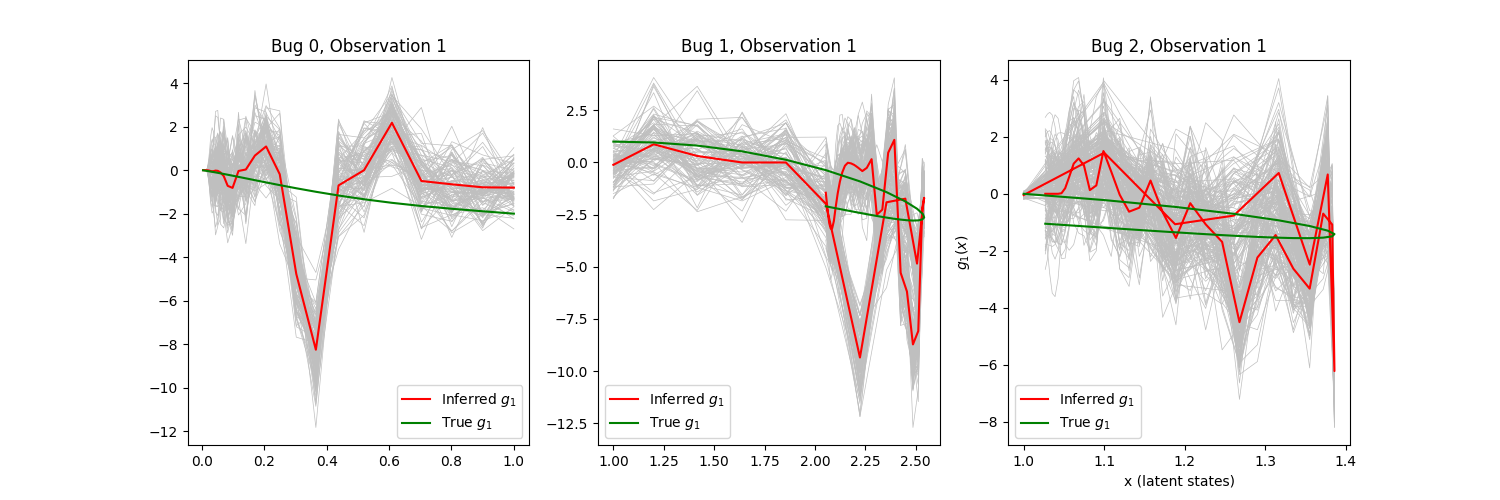 Bug 0, Observation 1
4
2
0
−2
−4
−6
−8
−10
−12
0.0 0.2 0.4 0.6 0.8 1.0
Inferred g₁
True g₁
Bug 1, Observation 1
2.5
0.0
−2.5
−5.0
−7.5
−10.0
−12.5
1.00 1.25 1.50 1.75 2.00 2.25 2.50
Inferred g₁
True g₁
Bug 2, Observation 1
4
2
0
−2
−4
−6
−8
g₁(x)
1.0 1.1 1.2 1.3 1.4
x (latent states)
Inferred g₁
True g₁